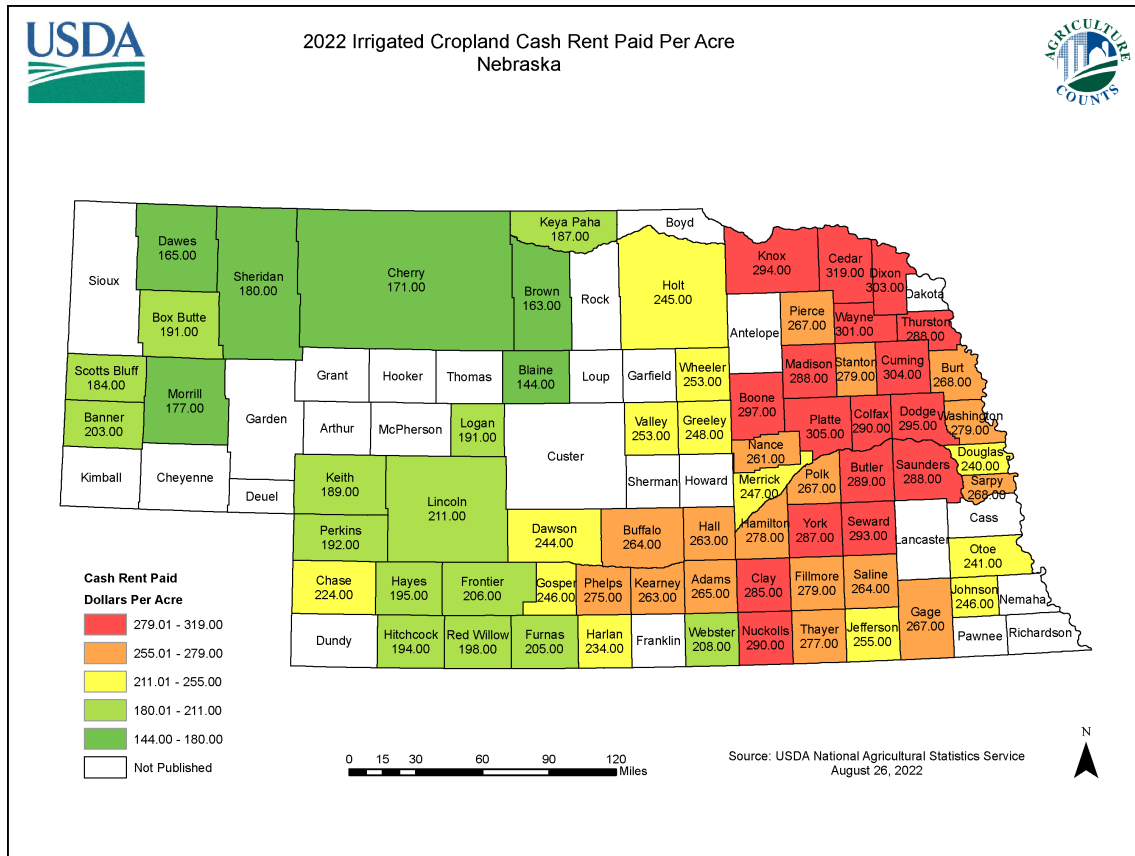 USDA
2022 Irrigated Cropland Cash Rent Paid Per Acre
Nebraska
AGRICULTURE
COUNTS
Sioux
Dawes
165.00
Sheridan
180.00
Cherry
171.00
Keya Paha
187.00
Boyd
Brown
163.00
Rock
Holt
245.00
Knox
294.00
Cedar
319.00
Dixon
303.00
Dakota
Box Butte
191.00
Antelope
Pierce
267.00
Wayne
301.00
Thurston
288.00
Scotts Bluff
184.00
Morrill
177.00
Garden
Grant
Hooker
Thomas
Blaine
144.00
Loup
Garfield
Wheeler
253.00
Madison
288.00
Stanton
279.00
Cuming
304.00
Burt
268.00
Banner
203.00
Arthur
McPherson
Logan
191.00
Custer
Valley
253.00
Greeley
248.00
Boone
297.00
Platte
305.00
Colfax
290.00
Dodge
295.00
Washington
279.00
Kimball
Cheyenne
Deuel
Keith
189.00
Lincoln
211.00
Sherman
Howard
Nance
261.00
Merrick
247.00
Polk
267.00
Butler
289.00
Saunders
288.00
Douglas
240.00
Sarpy
268.00
Perkins
192.00
Dawson
244.00
Buffalo
264.00
Hall
263.00
Hamilton
278.00
York
287.00
Seward
293.00
Lancaster
Cass
Otoe
241.00
Chase
224.00
Hayes
195.00
Frontier
206.00
Gosper
246.00
Phelps
275.00
Kearney
263.00
Adams
265.00
Clay
285.00
Fillmore
279.00
Saline
264.00
Gage
267.00
Johnson
246.00
Nemaha
Dundy
Hitchcock
194.00
Red Willow
198.00
Furnas
205.00
Harlan
234.00
Franklin
Webster
208.00
Nuckolls
290.00
Thayer
277.00
Jefferson
255.00
Pawnee
Richardson
Cash Rent Paid
Dollars Per Acre
279.01 - 319.00
255.01 - 279.00
211.01 - 255.00
180.01 - 211.00
144.00 - 180.00
Not Published
0 15 30 60 90 120
Miles
Source: USDA National Agricultural Statistics Service
August 26, 2022
N